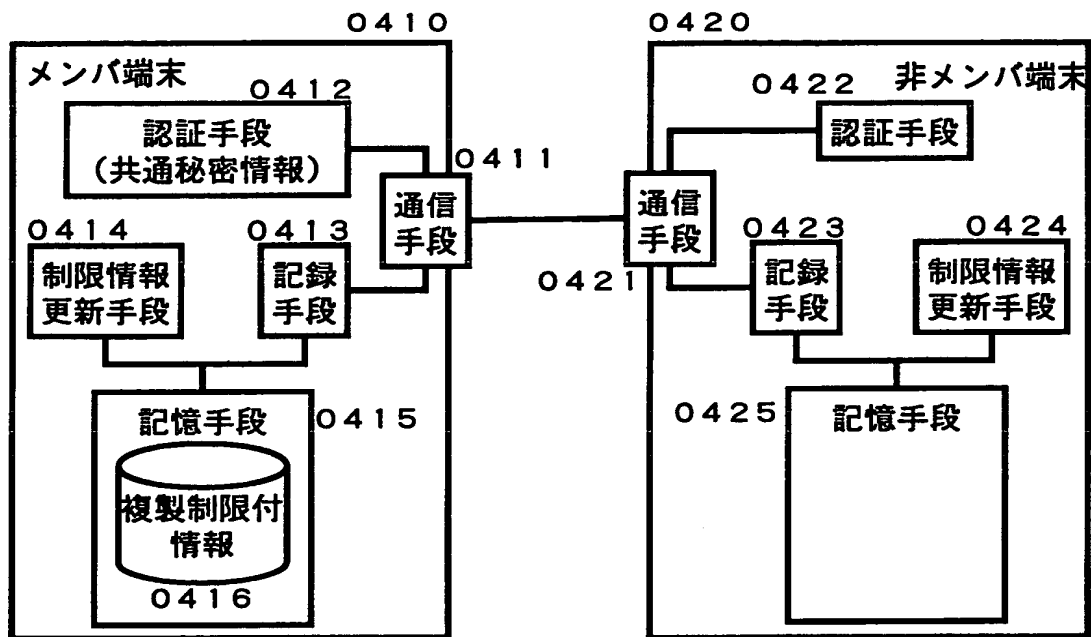 0410
メンバ端末
0412
認証手段
(共通秘密情報)
0411
通信
手段
0414
制限情報
更新手段
0413
記録
手段
記憶手段
0415
複製制限付
情報
0416
0420
非メンバ端末
0422
認証手段
通信
手段
0421
0423
記録
手段
0424
制限情報
更新手段
0425
記憶手段